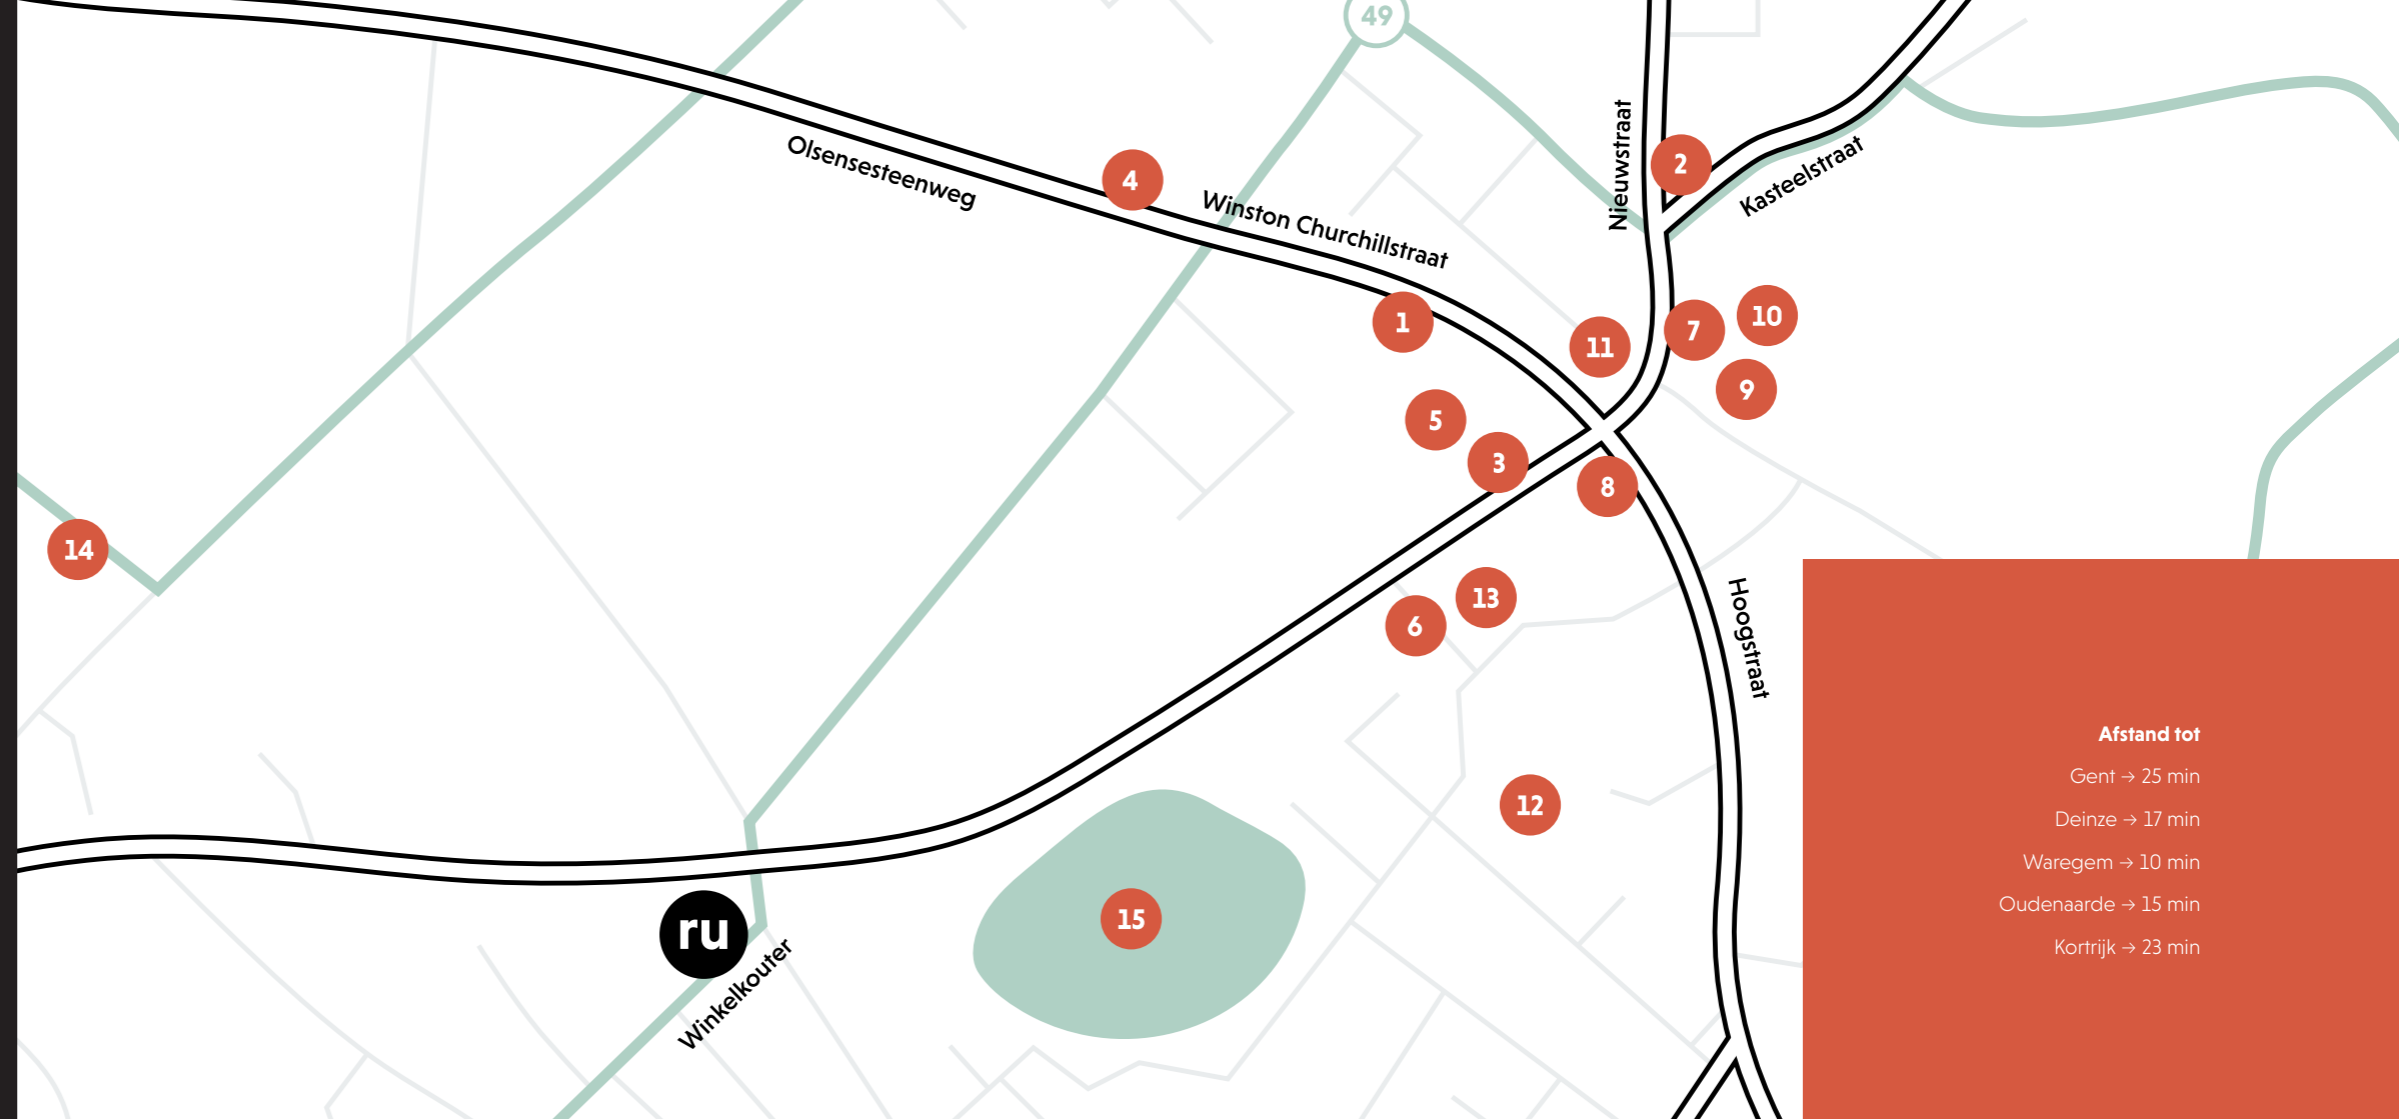 49
Nieuwstraat
2
Kasteelstraat
Olsensesteenweg
4
Winston Churchillstraat
1
11
7
10
9
5
3
8
14
6
13
Hoogstraat
12
15
ru
Winkelkouter
Afstand tot
Gent → 25 min
Deinze → 17 min
Waregem → 10 min
Oudenaarde → 15 min
Kortrijk → 23 min